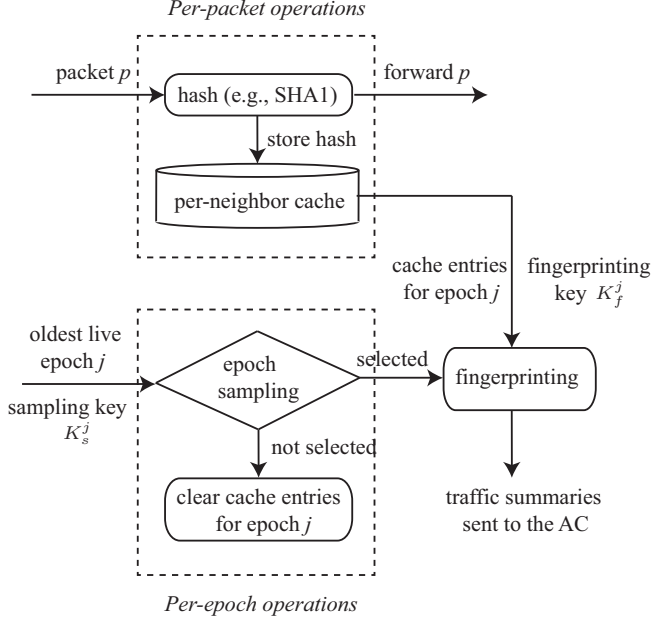 Per-packet operations
packet p
hash (e.g., SHA1)
forward p
store hash
per-neighbor cache
cache entries
for epoch j
fingerprinting
key K_f^j
oldest live
epoch j
sampling key
K_s^j
epoch
sampling
selected
fingerprinting
not selected
clear cache entries
for epoch j
traffic summaries
sent to the AC
Per-epoch operations